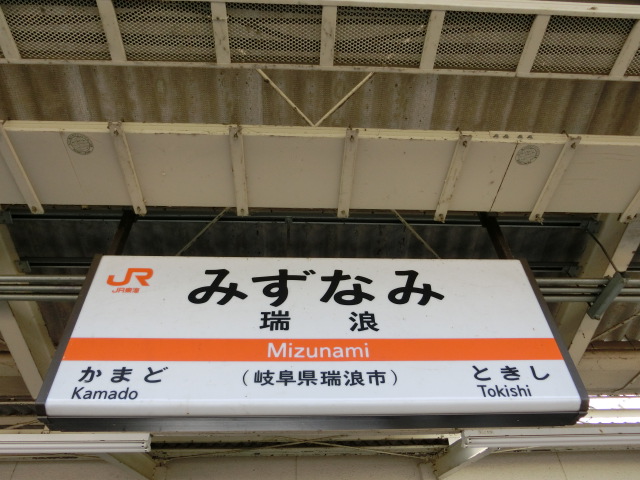 JR
JR東海
みずなみ
瑞浪
Mizunami
かまど
Kamado
(岐阜県瑞浪市)
ときし
Tokishi